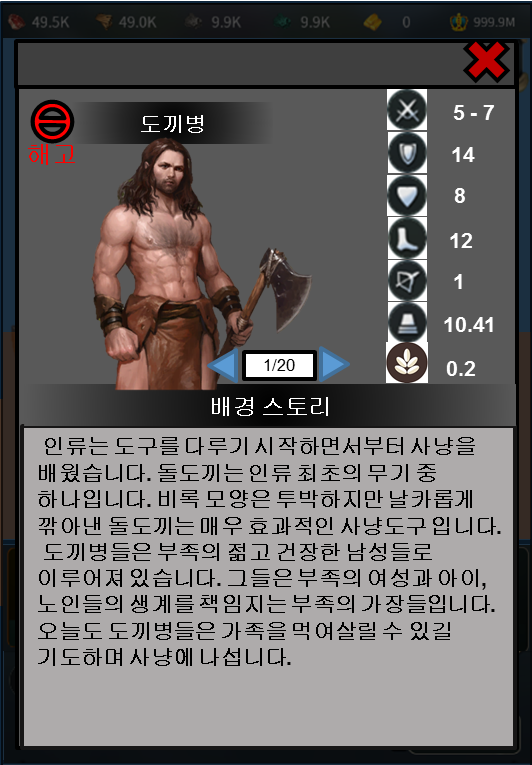 49.5K 49.0K 9.9K 9.9K 0 999.9M
도끼병
해고
5 - 7
14
8
12
1
10.41
0.2
1/20
배경 스토리
인류는 도구를 다루기 시작하면서부터 사냥을
배웠습니다. 돌도끼는 인류 최초의 무기 중
하나입니다. 비록 모양은 투박하지만 날카롭게
깎아낸 돌도끼는 매우 효과적인 사냥도구 입니다.
도끼병들은 부족의 젊고 건장한 남성들로
이루어져 있습니다. 그들은 부족의 여성과 아이,
노인들의 생계를 책임지는 부족의 가장들입니다.
오늘도 도끼병들은 가족을 먹여살릴 수 있길
기도하며 사냥에 나섭니다.